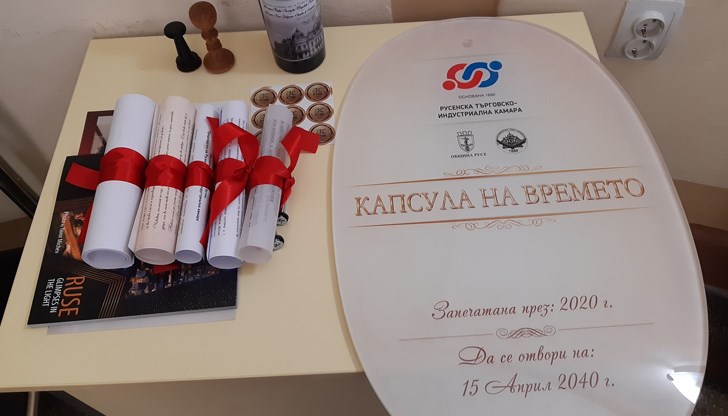 ОСНОВАНА 1890
РУСЕНСКА ТЪРГОВСКО-
ИНДУСТРИАЛНА КАМАРА
ОБЩИНА РУСЕ
КАПСУЛА НА ВРЕМЕТО
Запечатана през: 2020 г.
Да се отвори на:
15 Април 2040 г.
RUSE
GLIMPSES IN
THE LIGHT